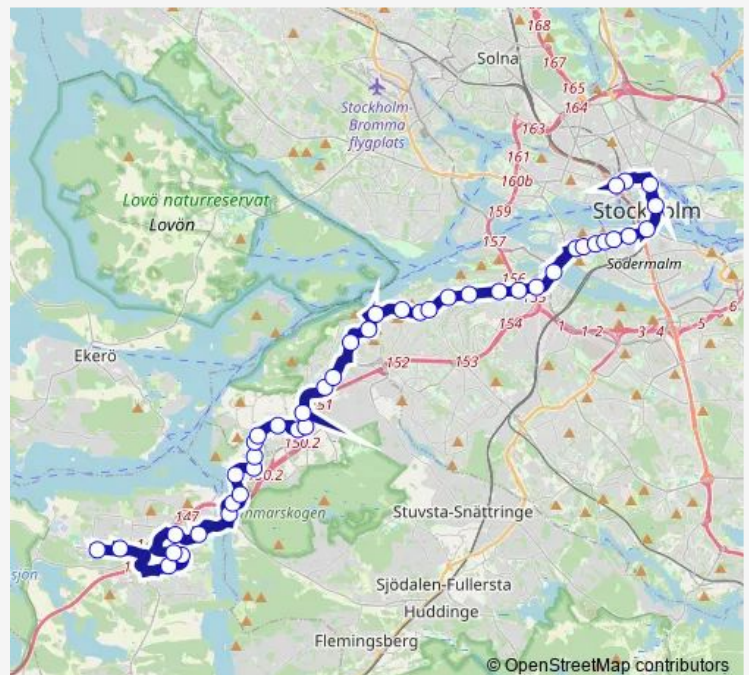 168
Solna
167
165
164
Stockholm-
Bromma
flygplats
163
161
160b
Lovö naturreservat
Lovön
159
Stockholm
157
Södermalm
156
155
154
1
1
2
3
4
5
6
Ekerö
152
153
151
150.2
150.2
147
Stuvsta-Snättringe
Sjödalen-Fullersta
Huddinge
Flemingsberg
© OpenStreetMap contributors